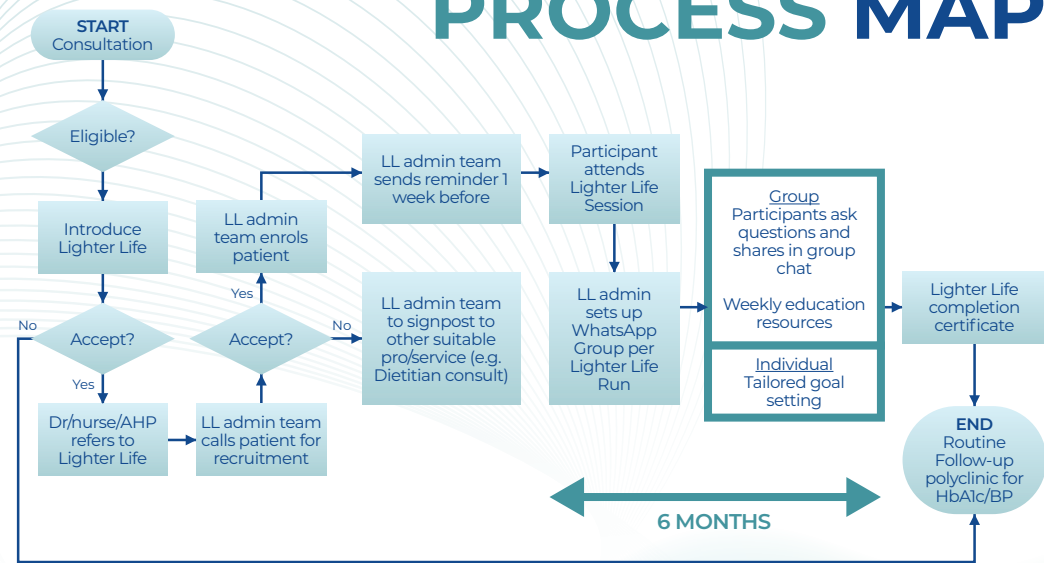 PROCESS MAP
START
Consultation
Eligible?
Introduce
Lighter Life
No
Accept?
Yes
Dr/nurse/AHP
refers to
Lighter Life
LL admin team
calls patient for
recruitment
Accept?
Yes
No
LL admin
team enrols
patient
LL admin team
sends reminder 1
week before
LL admin team
to signpost to
other suitable
pro/service (e.g.
Dietitian consult)
Participant
attends
Lighter Life
Session
LL admin
sets up
WhatsApp
Group per
Lighter Life
Run
Group
Participants ask
questions and
shares in group
chat
Weekly education
resources
Individual
Tailored goal
setting
6 MONTHS
Lighter Life
completion
certificate
END
Routine
Follow-up
polyclinic for
HbA1c/BP